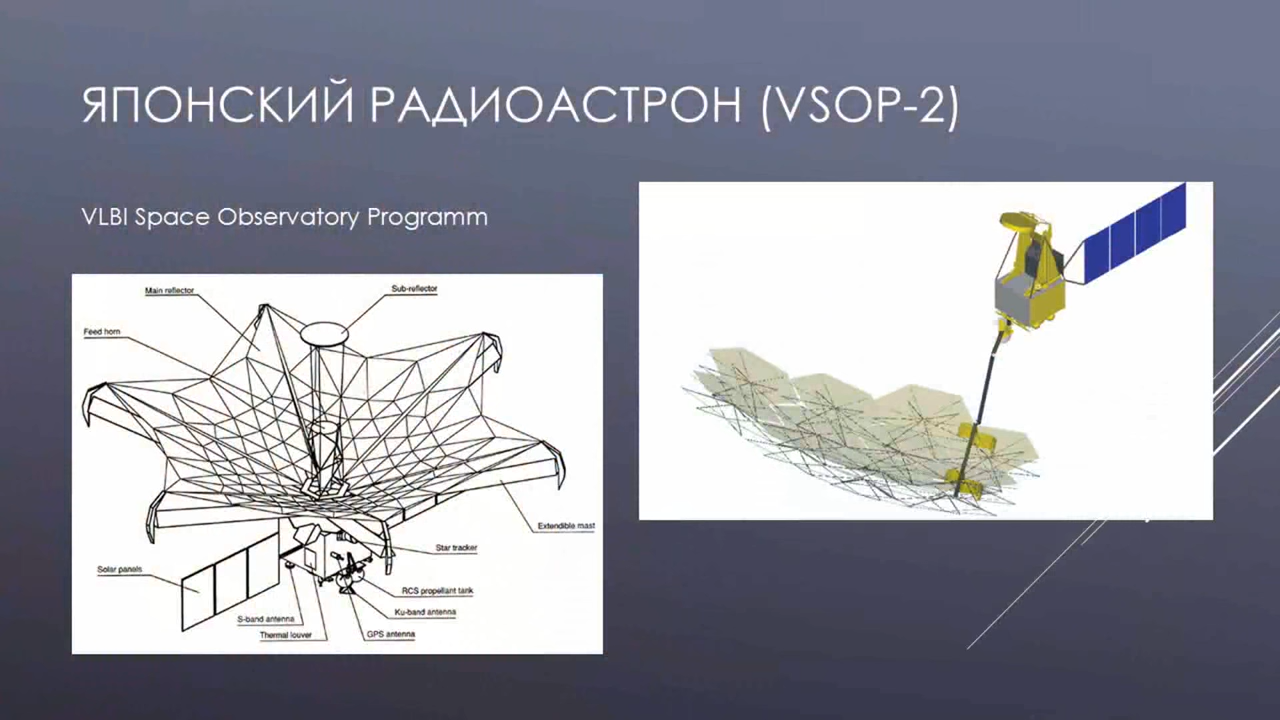 ЯПОНСКИЙ РАДИОАСТРОН (VSOP-2)
VLBI Space Observatory Programm
Main reflector
Sub-reflector
Feed horn
Extendible mast
Star tracker
Solar panels
RCS propellant tank
Ku-band antenna
S-band antenna
Thermal louver
GPS antenna